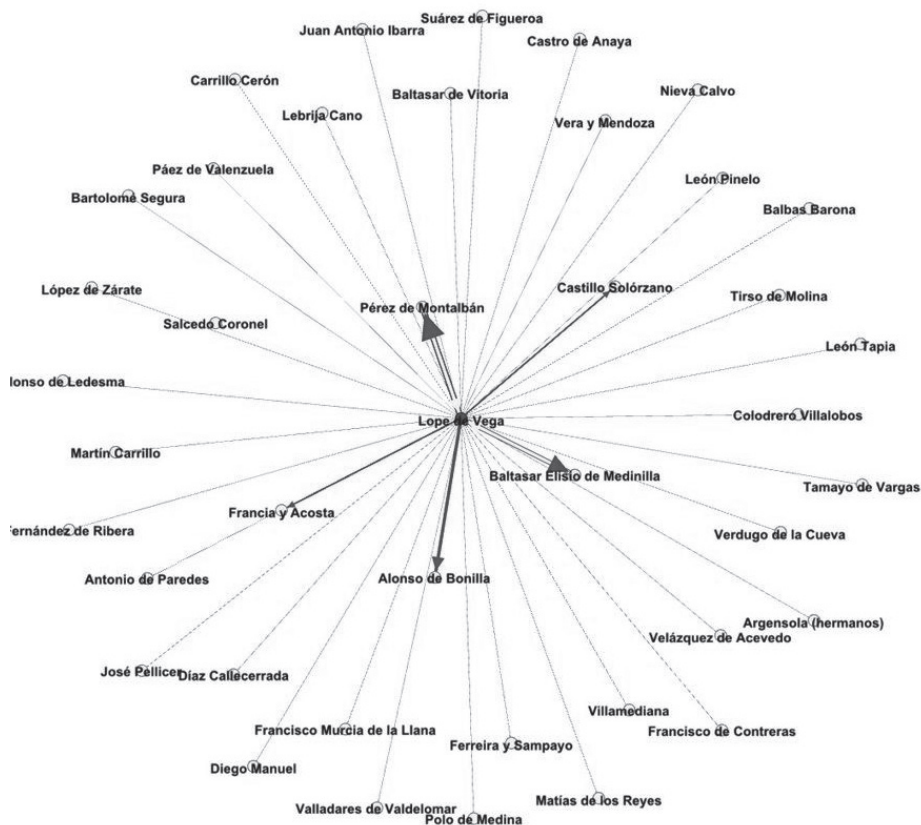 Suárez de Figueroa
Juan Antonio Ibarra
Castro de Anaya
Carrillo Cerón
Baltasar de Vitoria
Nieva Calvo
Lebrija Cano
Vera y Mendoza
Páez de Valenzuela
León Pinelo
Bartolomé Segura
Balbas Barona
López de Zárate
Castillo Solórzano
Pérez de Montalbán
Tirso de Molina
Salcedo Coronel
León Tapia
lonso de Ledesma
Colodrero Villalobos
Lope de Vega
Martín Carrillo
Baltasar Elisio de Medinilla
Tamayo de Vargas
Francia y Acosta
Fernández de Ribera
Verdugo de la Cueva
Antonio de Paredes
Alonso de Bonilla
Argensola (hermanos)
Velázquez de Acevedo
José Pellicer
Díaz Callecerrada
Villamediana
Francisco Murcia de la Llana
Francisco de Contreras
Ferreira y Sampayo
Diego Manuel
Matías de los Reyes
Valladares de Valdelomar
Polo de Medina